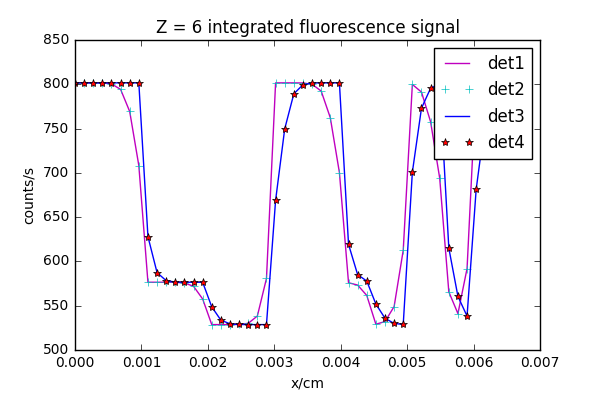 Z = 6 integrated fluorescence signal
counts/s
850
800
750
700
650
600
550
500
det1
det2
det3
det4
0.000 0.001 0.002 0.003 0.004 0.005 0.006 0.007
x/cm